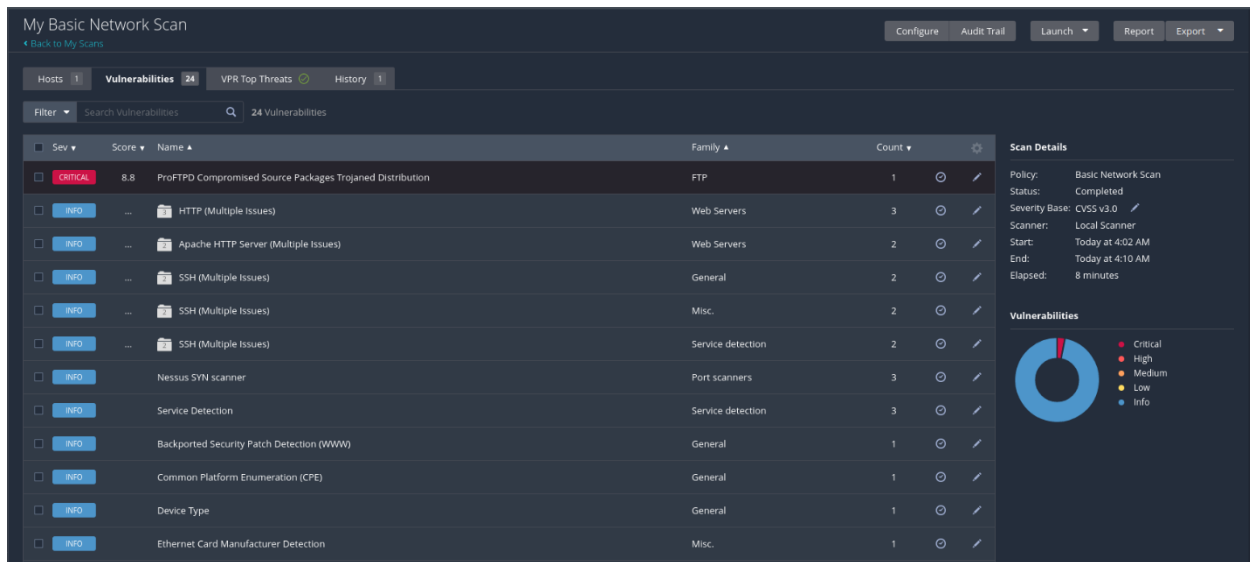 My Basic Network Scan
Back to My Scans
Configure Audit Trail Launch Report Export
Hosts 1 Vulnerabilities 24 VPR Top Threats History 1
Filter Search Vulnerabilities 24 Vulnerabilities
Sev Score Name Family Count
CRITICAL 8.8 ProFTPD Compromised Source Packages Trojaned Distribution FTP 1
INFO ... 3 HTTP (Multiple Issues) Web Servers 3
INFO ... 2 Apache HTTP Server (Multiple Issues) Web Servers 2
INFO ... 2 SSH (Multiple Issues) General 2
INFO ... 2 SSH (Multiple Issues) Misc. 2
INFO ... 2 SSH (Multiple Issues) Service detection 2
INFO Nessus SYN scanner Port scanners 3
INFO Service Detection Service detection 3
INFO Backported Security Patch Detection (WWW) General 1
INFO Common Platform Enumeration (CPE) General 1
INFO Device Type General 1
INFO Ethernet Card Manufacturer Detection Misc. 1
Scan Details
Policy: Basic Network Scan
Status: Completed
Severity Base: CVSS v3.0
Scanner: Local Scanner
Start: Today at 4:02 AM
End: Today at 4:10 AM
Elapsed: 8 minutes
Vulnerabilities
Critical
High
Medium
Low
Info